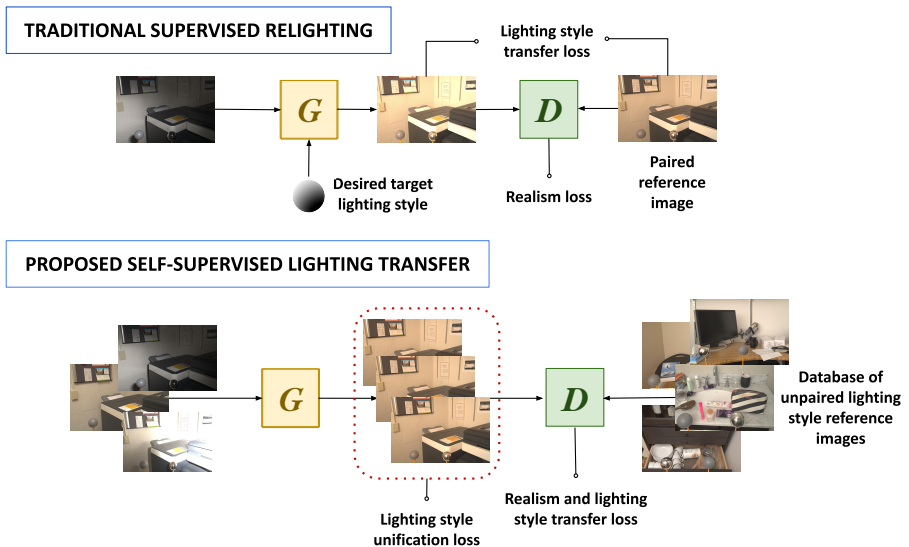 TRADITIONAL SUPERVISED RELIGHTING
Lighting style
transfer loss
G
D
Desired target
lighting style
Realism loss
Paired
reference
image
PROPOSED SELF-SUPERVISED LIGHTING TRANSFER
G
D
Database of
unpaired lighting
style reference
images
Lighting style
unification loss
Realism and lighting
style transfer loss